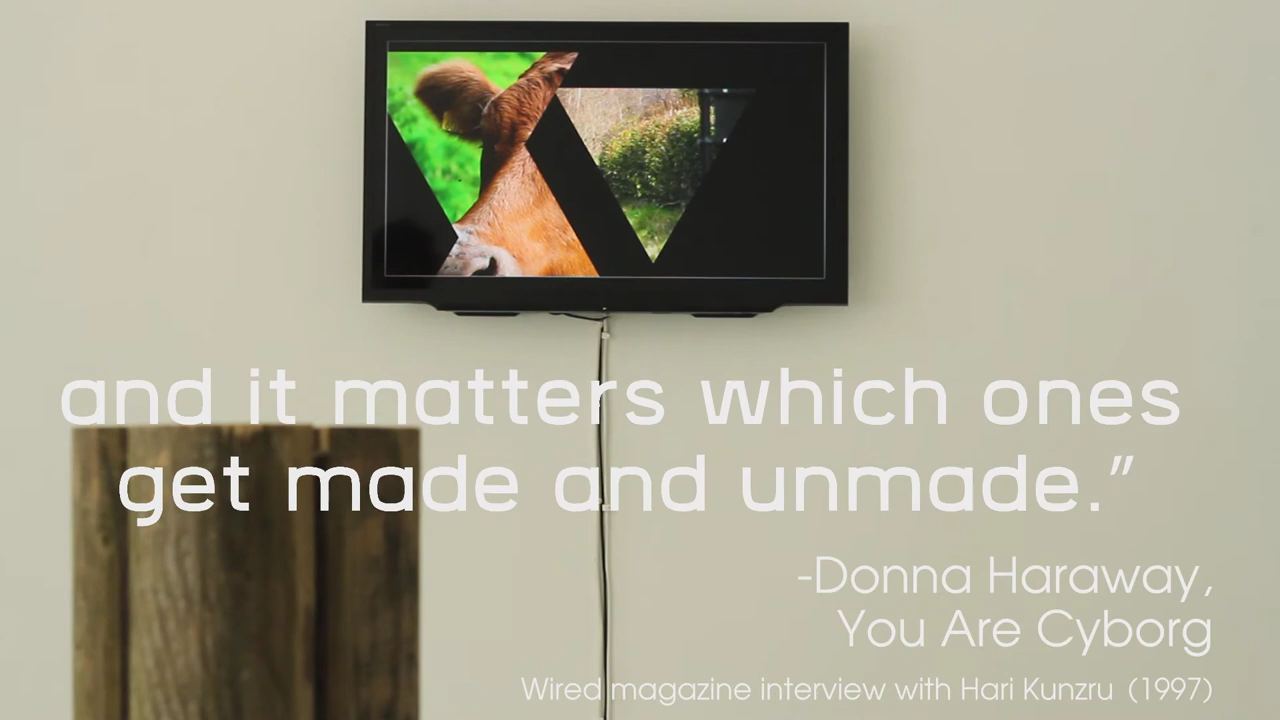 and it matters which ones
get made and unmade.”
-Donna Haraway,
You Are Cyborg
Wired magazine interview with Hari Kunzru (1997)